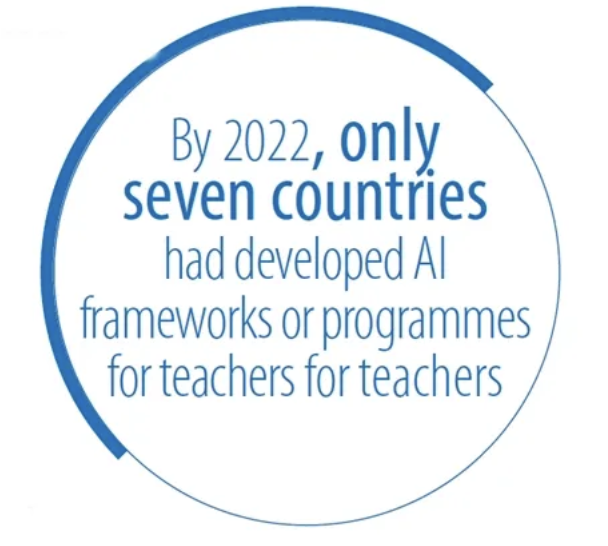 By 2022, only
seven countries
had developed AI
frameworks or programmes
for teachers for teachers